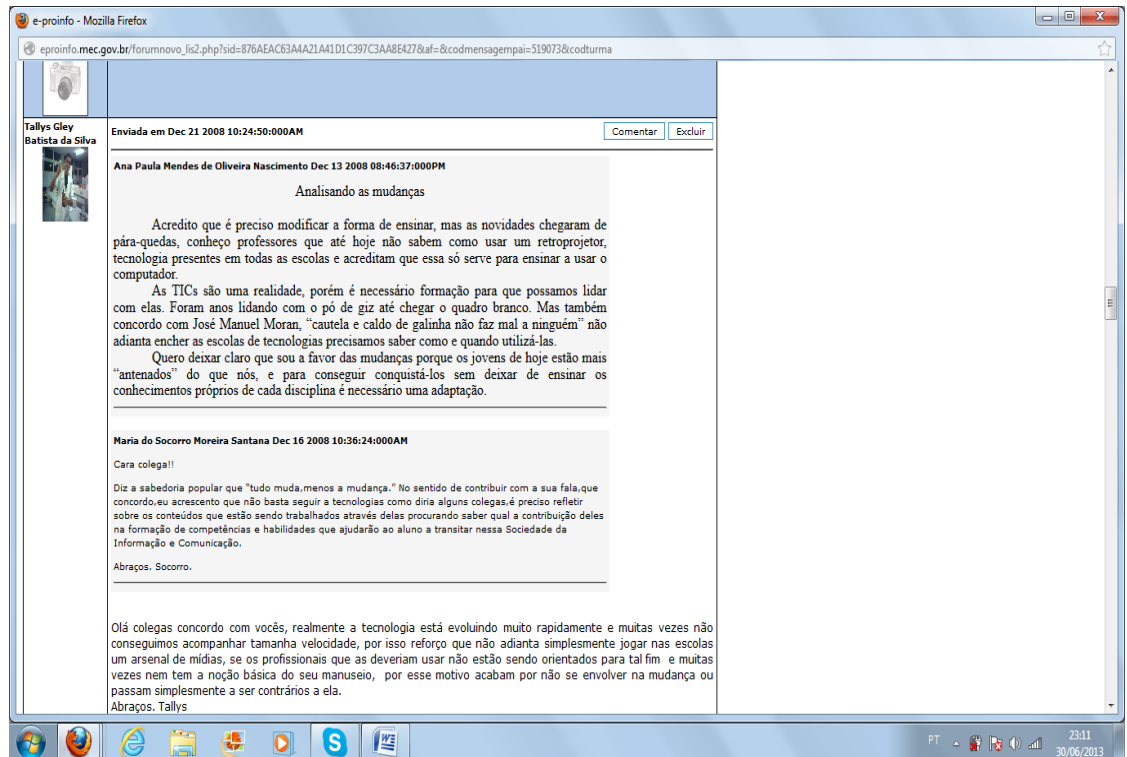 e-proinfo - Mozilla Firefox
eproinfo.mec.gov.br/forumnovo_lis2.php?sid=876AEAC63A4A21A41D1C397C3AA8E427&af=&codmensagempai=519073&codturma
Tallys Gley
Batista da Silva
Enviada em Dec 21 2008 10:24:50:000AM
Comentar Excluir
Ana Paula Mendes de Oliveira Nascimento Dec 13 2008 08:46:37:000PM
Analisando as mudanças
Acredito que é preciso modificar a forma de ensinar, mas as novidades chegaram de
pára-quedas, conheço professores que até hoje não sabem como usar um retroprojetor,
tecnologia presentes em todas as escolas e acreditam que essa só serve para ensinar a usar o
computador.
As TICs são uma realidade, porém é necessário formação para que possamos lidar
com elas. Foram anos lidando com o pó de giz até chegar o quadro branco. Mas também
concordo com José Manuel Moran, “cautela e caldo de galinha não faz mal a ninguém” não
adianta encher as escolas de tecnologias precisamos saber como e quando utilizá-las.
Quero deixar claro que sou a favor das mudanças porque os jovens de hoje estão mais
“antenados” do que nós, e para conseguir conquistá-los sem deixar de ensinar os
conhecimentos próprios de cada disciplina é necessário uma adaptação.
Maria do Socorro Moreira Santana Dec 16 2008 10:36:24:000AM
Cara colega!!
Diz a sabedoria popular que "tudo muda,menos a mudança." No sentido de contribuir com a sua fala,que
concordo,eu acrescento que não basta seguir a tecnologias como diria alguns colegas,é preciso refletir
sobre os conteúdos que estão sendo trabalhados através delas procurando saber qual a contribuição deles
na formação de competências e habilidades que ajudarão ao aluno a transitar nessa Sociedade da
Informação e Comunicação.
Abraços. Socorro.
Olá colegas concordo com vocês, realmente a tecnologia está evoluindo muito rapidamente e muitas vezes não
conseguimos acompanhar tamanha velocidade, por isso reforço que não adianta simplesmente jogar nas escolas
um arsenal de mídias, se os profissionais que as deveriam usar não estão sendo orientados para tal fim e muitas
vezes nem tem a noção básica do seu manuseio, por esse motivo acabam por não se envolver na mudança ou
passam simplesmente a ser contrários a ela.
Abraços. Tallys
PT
23:11
30/06/2013